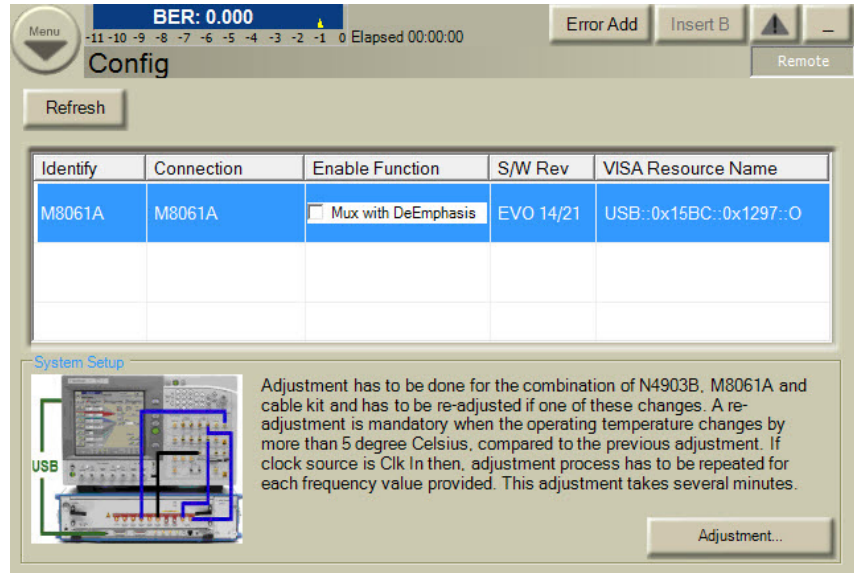 Menu
BER: 0.000
-11 -10 -9 -8 -7 -6 -5 -4 -3 -2 -1 0 Elapsed 00:00:00
Error Add
Insert B
_
Config
Remote
Refresh
Identify Connection Enable Function S/W Rev VISA Resource Name
M8061A M8061A Mux with DeEmphasis EVO 14/21 USB::0x15BC::0x1297::O
System Setup
USB
Adjustment has to be done for the combination of N4903B, M8061A and
cable kit and has to be re-adjusted if one of these changes. A re-
adjustment is mandatory when the operating temperature changes by
more than 5 degree Celsius, compared to the previous adjustment. If
clock source is Clk In then, adjustment process has to be repeated for
each frequency value provided. This adjustment takes several minutes.
Adjustment...